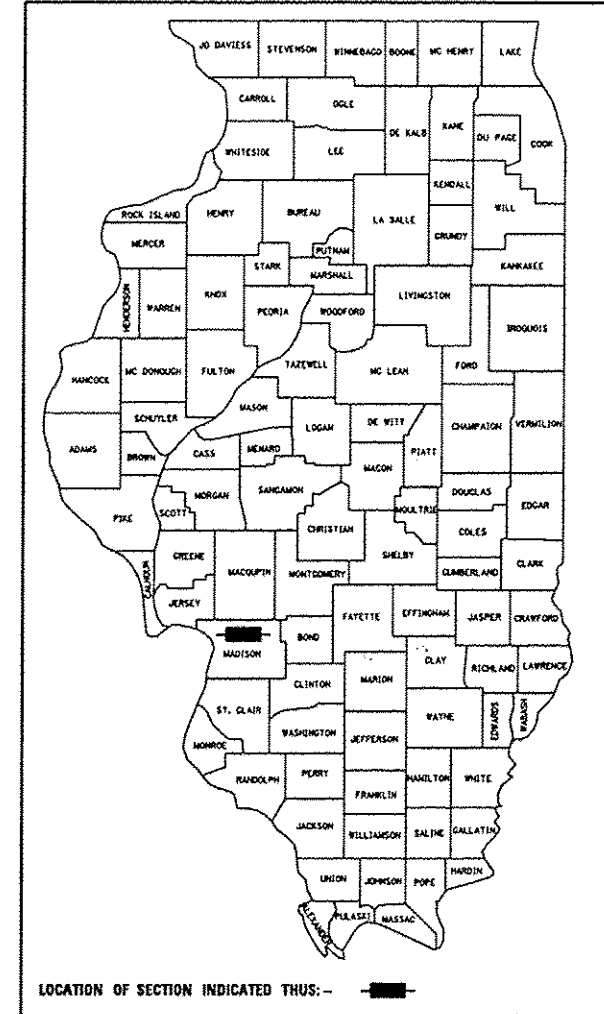 JO DAVIESS STEVENSON WINNEBAGO BOONE MC HENRY LAKE
CARROLL OGLE DE KALB KANE DU PAGE COOK
WHITESIDE LEE KENDALL WILL
ROCK ISLAND HENRY BUREAU LA SALLE GRUNDY
MERCER PUTNAM KANKAKEE
STARK MARSHALL
HENDERSON WARREN KNOX PEORIA WOODFORD LIVINGSTON IROQUOIS
HANCOCK MC DONOUGH FULTON TAZEWELL MC LEAN FORD
MASON
SCHUYLER LOGAN DE WITT CHAMPAION VERMILION
ADAMS BROWN CASS MENARD MACON PIATT
PIKE SCOTT MORGAN SANGAMON MOULTRIE DOUGLAS EDGAR
CHRISTIAN COLES
GREENE MACOUPIN MONTGOMERY SHELBY CUMBERLAND CLARK
CALHOUN JERSEY FAYETTE EFFINGHAM JASPER CRAWFORD
MADISON BOND CLAY RICHLAND LAWRENCE
CLINTON MARION
ST. CLAIR WAYNE EDWARDS WABASH
WASHINGTON JEFFERSON
MONROE
RANDOLPH PERRY HAMILTON WHITE
FRANKLIN
JACKSON WILLIAMSON SALINE GALLATIN
UNION JOHNSON POPE HARDIN
ALEXANDER PULASKI MASSAC
LOCATION OF SECTION INDICATED THUS: -